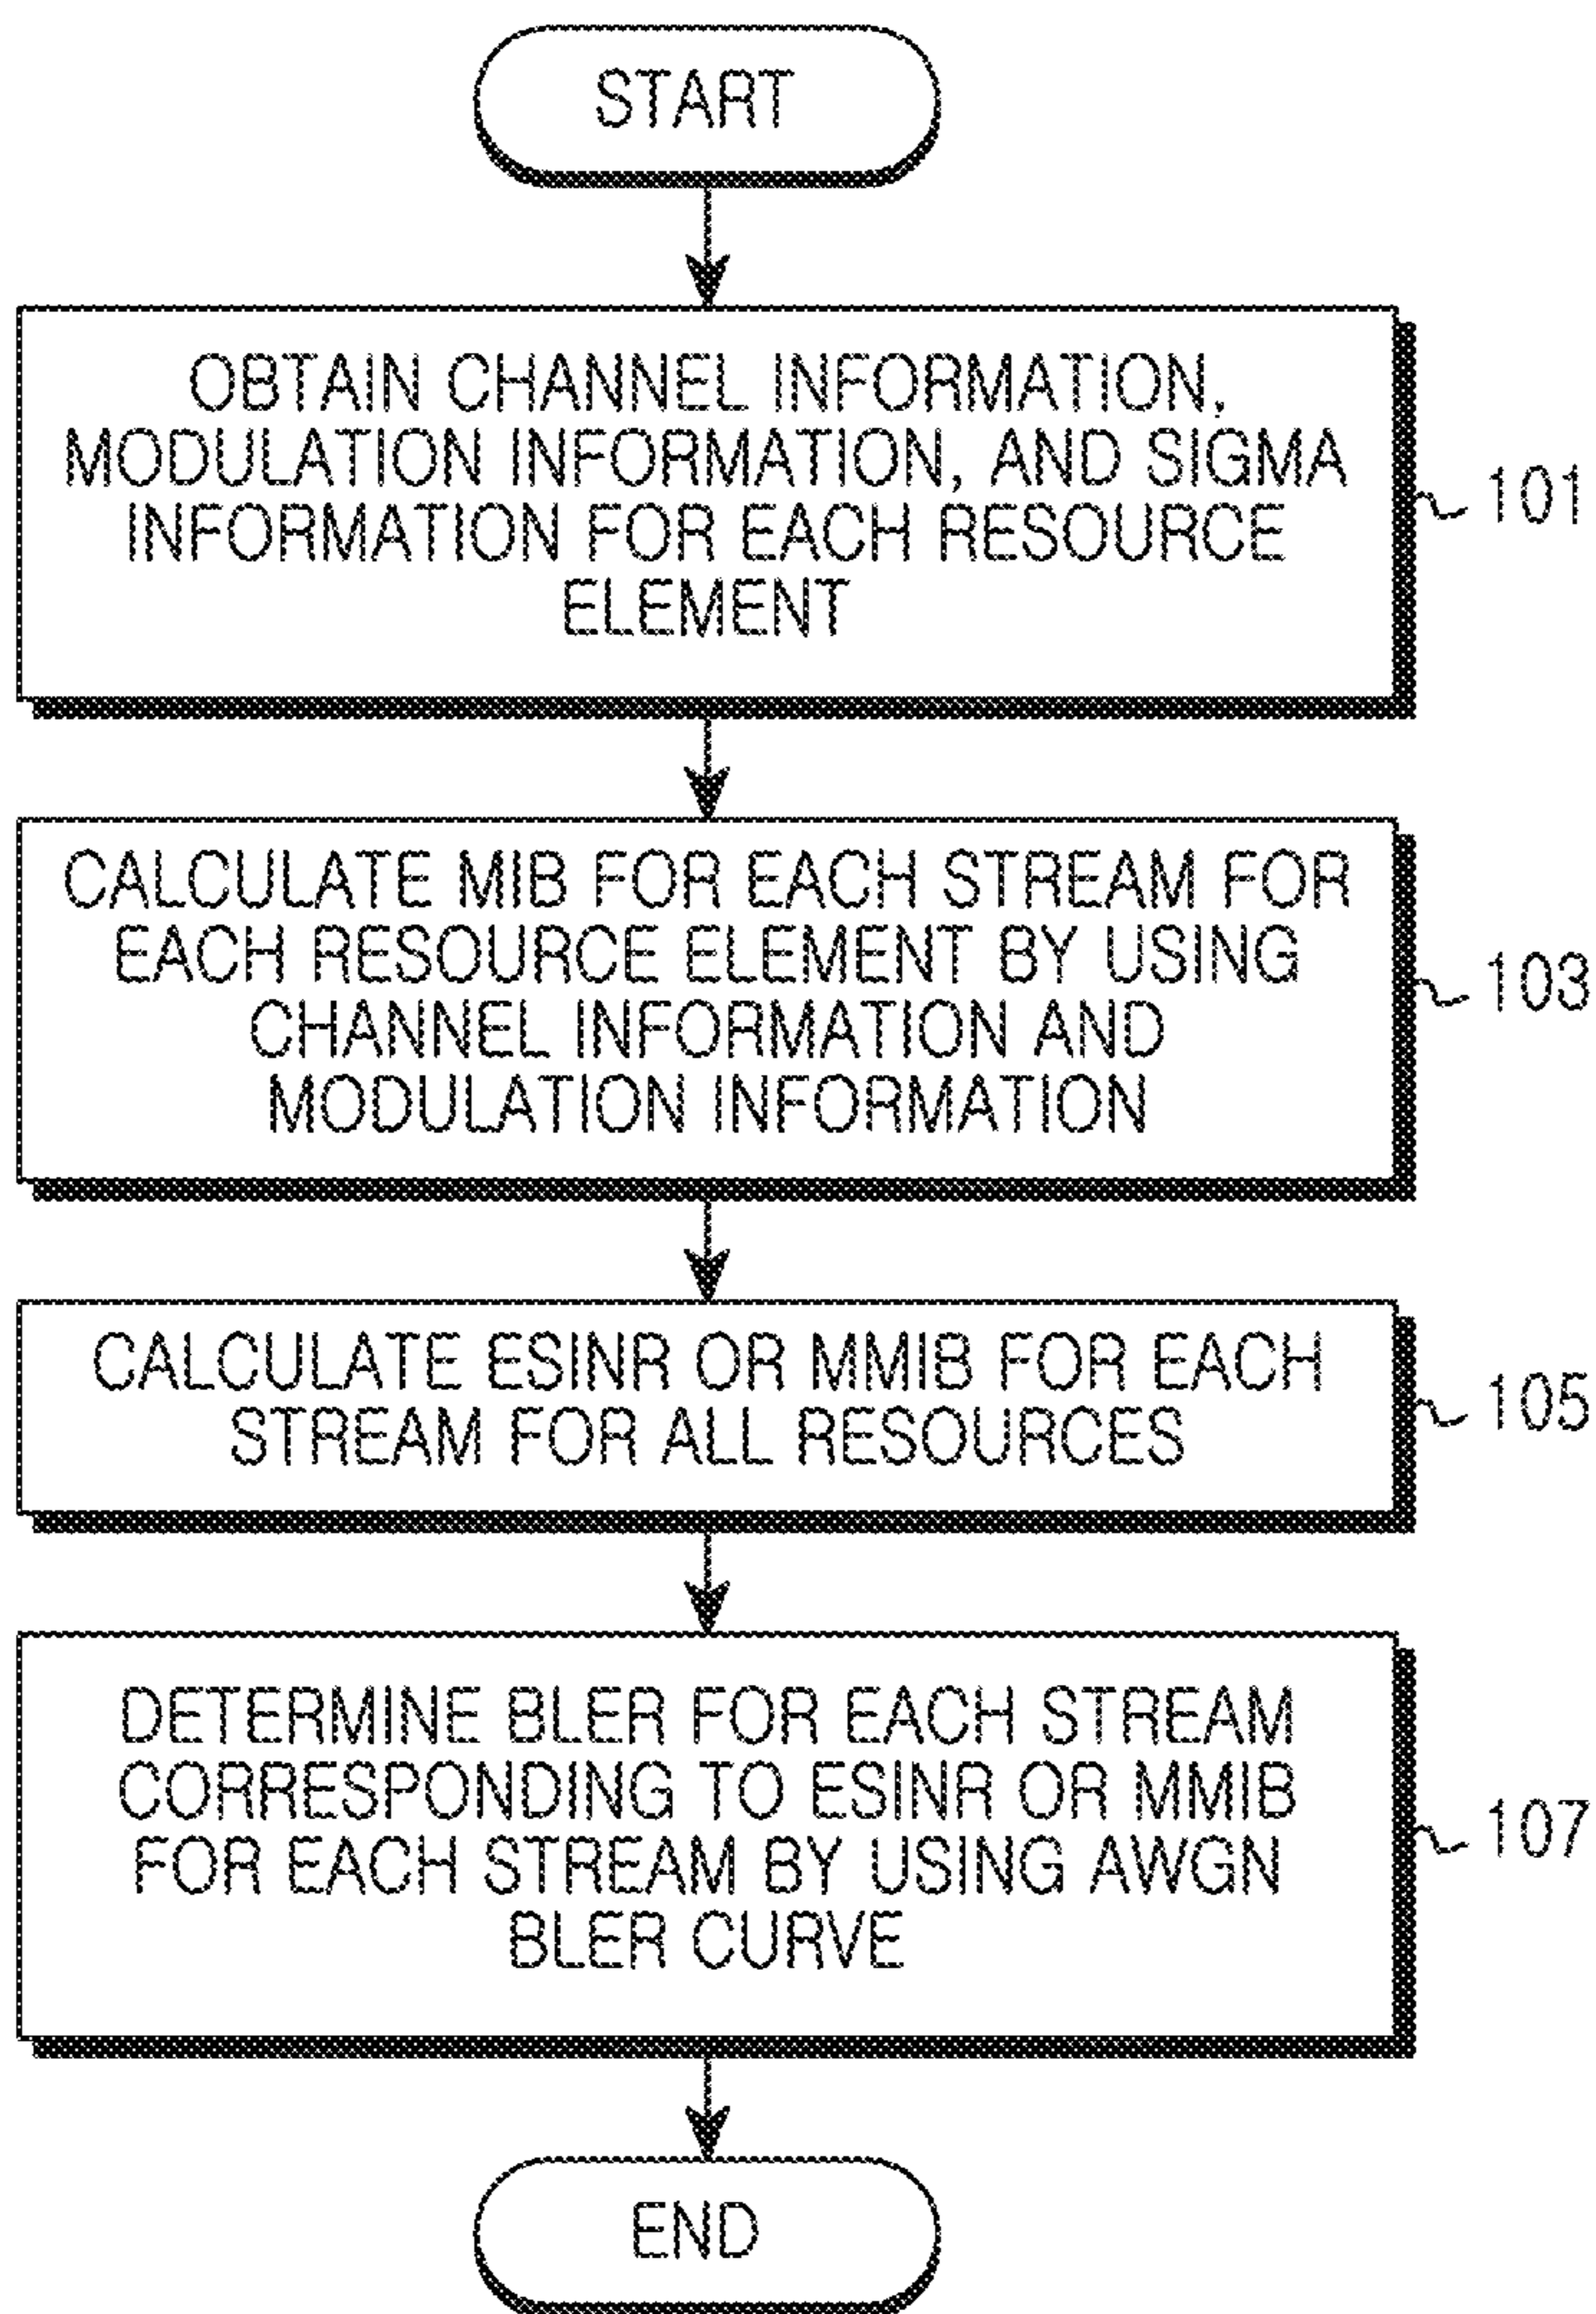 START
OBTAIN CHANNEL INFORMATION,
MODULATION INFORMATION, AND SIGMA
INFORMATION FOR EACH RESOURCE
ELEMENT
101
CALCULATE MIB FOR EACH STREAM FOR
EACH RESOURCE ELEMENT BY USING
CHANNEL INFORMATION AND
MODULATION INFORMATION
103
CALCULATE ESINR OR MMIB FOR EACH
STREAM FOR ALL RESOURCES
105
DETERMINE BLER FOR EACH STREAM
CORRESPONDING TO ESINR OR MMIB
FOR EACH STREAM BY USING AWGN
BLER CURVE
107
END